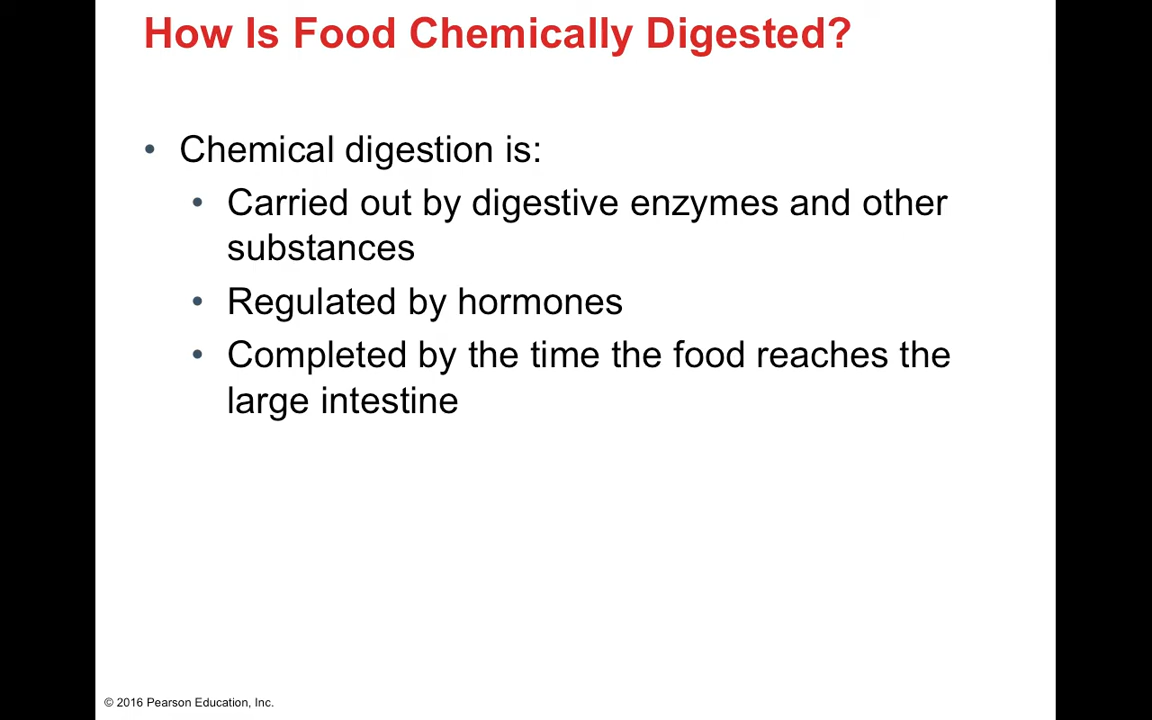 How Is Food Chemically Digested?
• Chemical digestion is:
• Carried out by digestive enzymes and other
substances
• Regulated by hormones
• Completed by the time the food reaches the
large intestine
© 2016 Pearson Education, Inc.